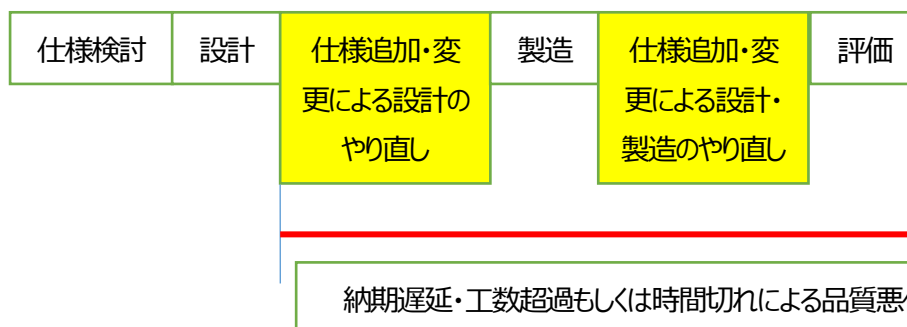 仕様検討
設計
仕様追加・変
更による設計の
やり直し
製造
仕様追加・変
更による設計・
製造のやり直し
評価
納期遅延・工数超過もしくは時間切れによる品質悪